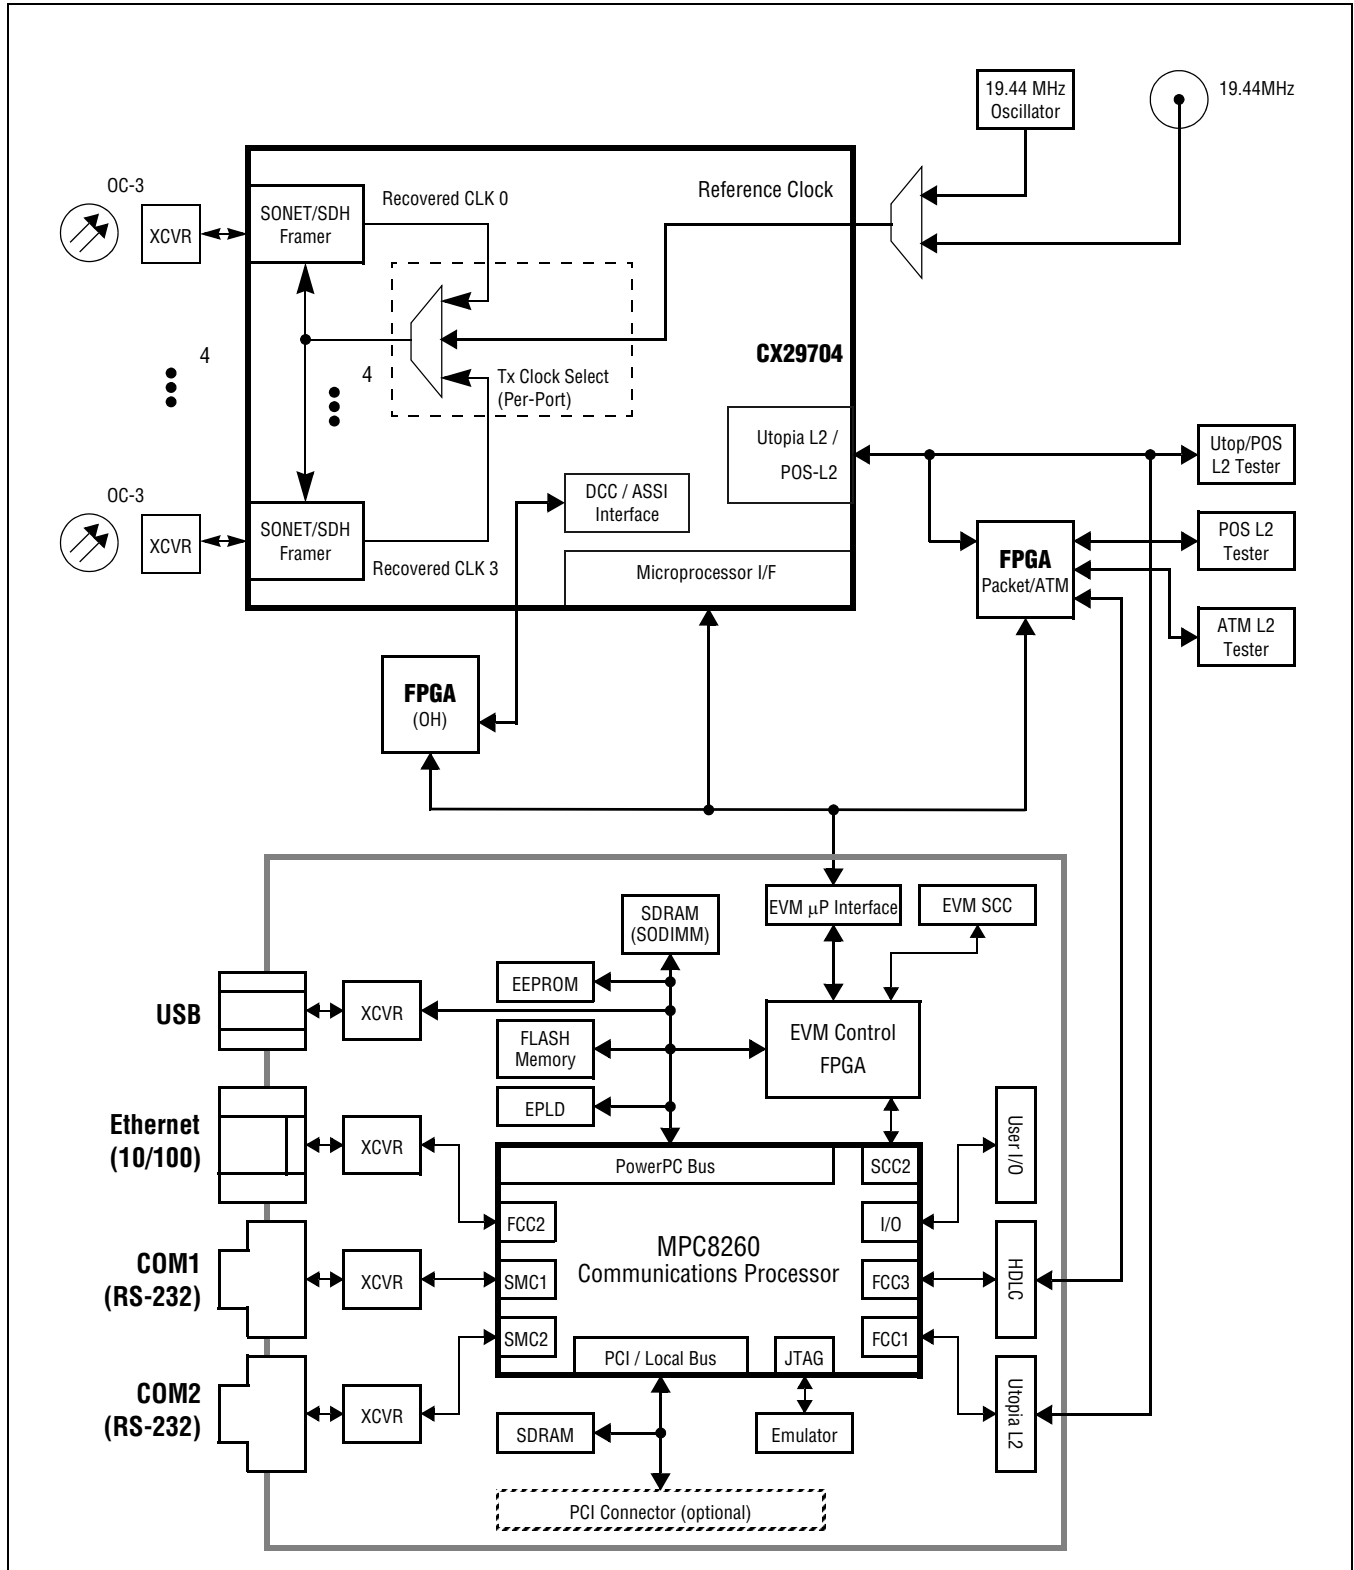 19.44 MHz
Oscillator
19.44MHz
OC-3
XCVR
SONET/SDH
Framer
Recovered CLK 0
Reference Clock
4
4
Tx Clock Select
(Per-Port)
CX29704
Utopia L2 /
POS-L2
Utop/POS
L2 Tester
OC-3
XCVR
SONET/SDH
Framer
Recovered CLK 3
DCC / ASSI
Interface
Microprocessor I/F
FPGA
Packet/ATM
POS L2
Tester
ATM L2
Tester
FPGA
(OH)
SDRAM
(SODIMM)
EVM μP Interface
EVM SCC
USB
XCVR
EEPROM
FLASH
Memory
EPLD
EVM Control
FPGA
Ethernet
(10/100)
XCVR
PowerPC Bus
SCC2
User I/O
FCC2
I/O
MPC8260
Communications Processor
COM1
(RS-232)
XCVR
SMC1
FCC3
HDLC
SMC2
FCC1
PCI / Local Bus
JTAG
COM2
(RS-232)
XCVR
SDRAM
Emulator
Utopia L2
PCI Connector (optional)